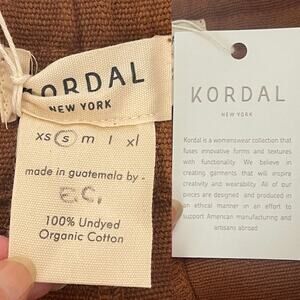 KORDAL
NEW YORK
xs s m l xl
made in guatemala by -
E.C.
100% Undyed
Organic Cotton
KORDAL
NEW YORK
Kordal is a womenswear collection that
fuses innovative forms and textures
with functionality We believe in
creating garments that will inspire
creativity and wearability. All of our
pieces are designed and produced in
an ethical manner in an effort to
support American manufacturing and
artisans abroad